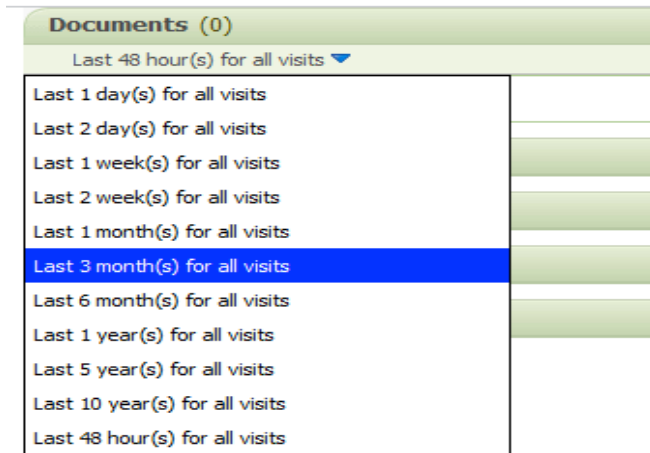 Documents (0)
Last 48 hour(s) for all visits
Last 1 day(s) for all visits
Last 2 day(s) for all visits
Last 1 week(s) for all visits
Last 2 week(s) for all visits
Last 1 month(s) for all visits
Last 3 month(s) for all visits
Last 6 month(s) for all visits
Last 1 year(s) for all visits
Last 5 year(s) for all visits
Last 10 year(s) for all visits
Last 48 hour(s) for all visits